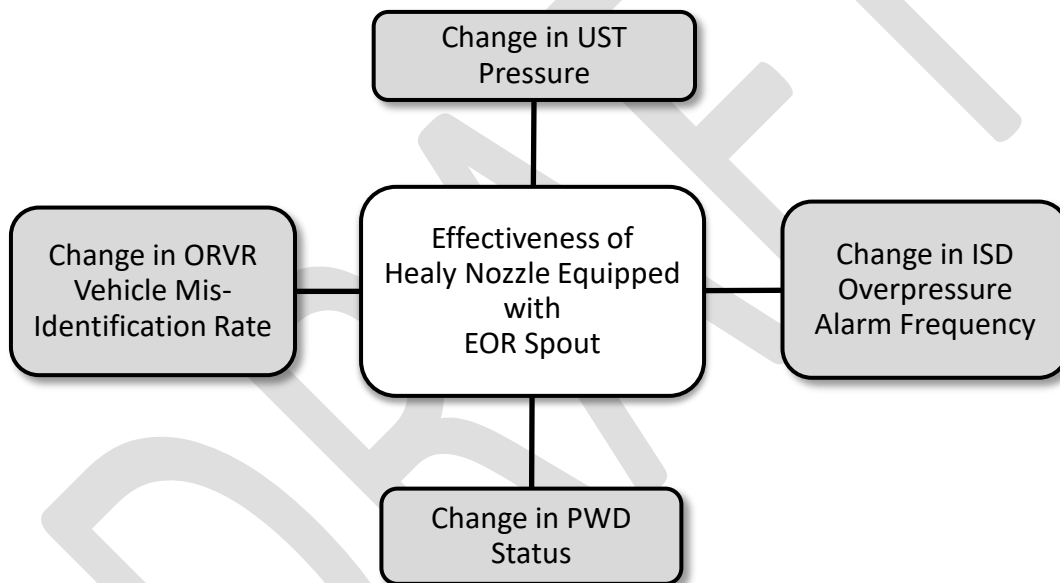 Change in UST
Pressure
Change in ORVR
Vehicle Mis-
Identification Rate
Effectiveness of
Healy Nozzle Equipped
with
EOR Spout
Change in ISD
Overpressure
Alarm Frequency
Change in PWD
Status
DRAFT